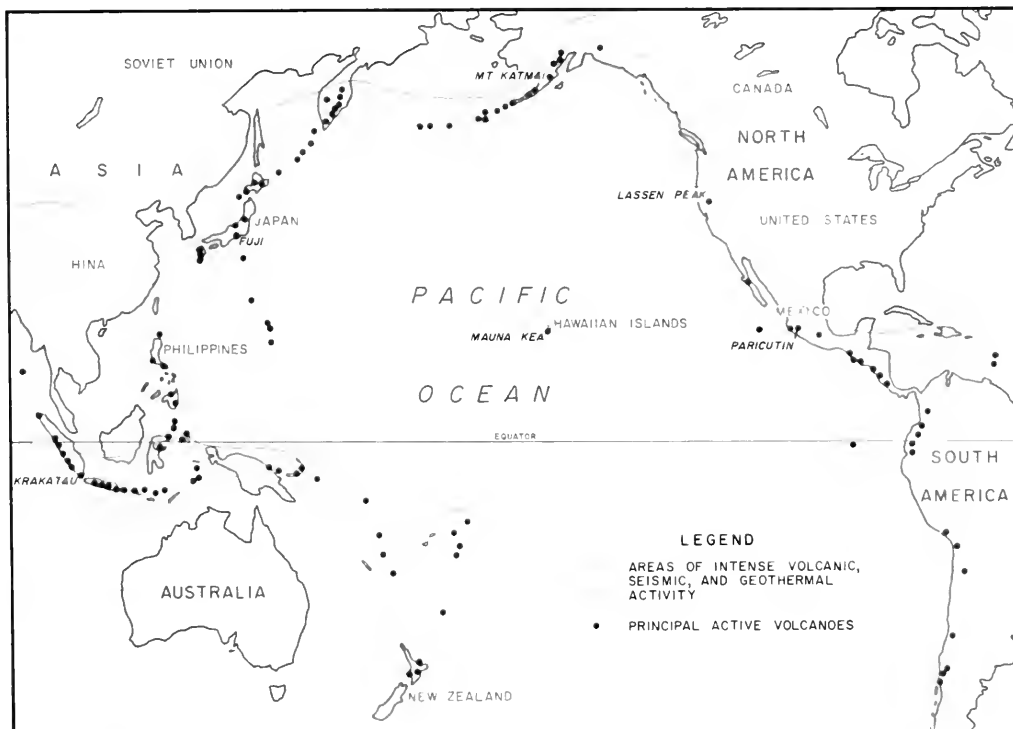 SOVIET UNION
MT KATMAI
CANADA
NORTH
AMERICA
ASIA
LASSEN PEAK
UNITED STATES
JAPAN
FUJI
HINA
PACIFIC
HAWAIIAN ISLANDS
MAUNA KEA
MEXICO
PARICUTIN
PHILIPPINES
OCEAN
EQUATOR
SOUTH
AMERICA
KRAKATAU
LEGEND
AREAS OF INTENSE VOLCANIC,
SEISMIC, AND GEOTHERMAL
ACTIVITY
AUSTRALIA
PRINCIPAL ACTIVE VOLCANOES
NEW ZEALAND